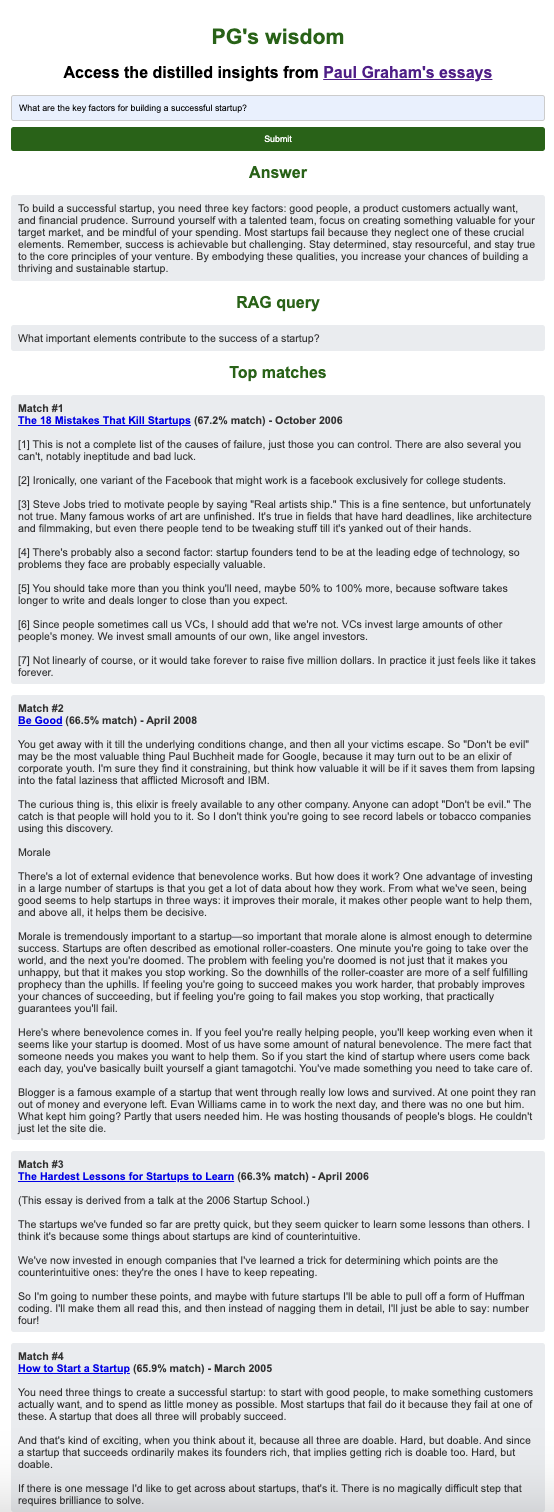 PG's wisdom
Access the distilled insights from Paul Graham's essays
What are the key factors for building a successful startup?
Submit
Answer
To build a successful startup, you need three key factors: good people, a product customers actually want,
and financial prudence. Surround yourself with a talented team, focus on creating something valuable for your
target market, and be mindful of your spending. Most startups fail because they neglect one of these crucial
elements. Remember, success is achievable but challenging. Stay determined, stay resourceful, and stay true
to the core principles of your venture. By embodying these qualities, you increase your chances of building a
thriving and sustainable startup.
RAG query
What important elements contribute to the success of a startup?
Top matches
Match #1
The 18 Mistakes That Kill Startups (67.2% match) - October 2006
[1] This is not a complete list of the causes of failure, just those you can control. There are also several you
can't, notably ineptitude and bad luck.
[2] Ironically, one variant of the Facebook that might work is a facebook exclusively for college students.
[3] Steve Jobs tried to motivate people by saying "Real artists ship." This is a fine sentence, but unfortunately
not true. Many famous works of art are unfinished. It's true in fields that have hard deadlines, like architecture
and filmmaking, but even there people tend to be tweaking stuff till it's yanked out of their hands.
[4] There's probably also a second factor: startup founders tend to be at the leading edge of technology, so
problems they face are probably especially valuable.
[5] You should take more than you think you'll need, maybe 50% to 100% more, because software takes
longer to write and deals longer to close than you expect.
[6] Since people sometimes call us VCs, I should add that we're not. VCs invest large amounts of other
people's money. We invest small amounts of our own, like angel investors.
[7] Not linearly of course, or it would take forever to raise five million dollars. In practice it just feels like it takes
forever.
Match #2
Be Good (66.5% match) - April 2008
You get away with it till the underlying conditions change, and then all your victims escape. So "Don't be evil"
may be the most valuable thing Paul Buchheit made for Google, because it may turn out to be an elixir of
corporate youth. I'm sure they find it constraining, but think how valuable it will be if it saves them from lapsing
into the fatal laziness that afflicted Microsoft and IBM.
The curious thing is, this elixir is freely available to any other company. Anyone can adopt "Don't be evil." The
catch is that people will hold you to it. So I don't think you're going to see record labels or tobacco companies
using this discovery.
Morale
There's a lot of external evidence that benevolence works. But how does it work? One advantage of investing
in a large number of startups is that you get a lot of data about how they work. From what we've seen, being
good seems to help startups in three ways: it improves their morale, it makes other people want to help them,
and above all, it helps them be decisive.
Morale is tremendously important to a startup—so important that morale alone is almost enough to determine
success. Startups are often described as emotional roller-coasters. One minute you're going to take over the
world, and the next you're doomed. The problem with feeling you're doomed is not just that it makes you
unhappy, but that it makes you stop working. So the downhills of the roller-coaster are more of a self fulfilling
prophecy than the uphills. If feeling you're going to succeed makes you work harder, that probably improves
your chances of succeeding, but if feeling you're going to fail makes you stop working, that practically
guarantees you'll fail.
Here's where benevolence comes in. If you feel you're really helping people, you'll keep working even when it
seems like your startup is doomed. Most of us have some amount of natural benevolence. The mere fact that
someone needs you makes you want to help them. So if you start the kind of startup where users come back
each day, you've basically built yourself a giant tamagotchi. You've made something you need to take care of.
Blogger is a famous example of a startup that went through really low lows and survived. At one point they ran
out of money and everyone left. Evan Williams came in to work the next day, and there was no one but him.
What kept him going? Partly that users needed him. He was hosting thousands of people's blogs. He couldn't
just let the site die.
Match #3
The Hardest Lessons for Startups to Learn (66.3% match) - April 2006
(This essay is derived from a talk at the 2006 Startup School.)
The startups we've funded so far are pretty quick, but they seem quicker to learn some lessons than others. I
think it's because some things about startups are kind of counterintuitive.
We've now invested in enough companies that I've learned a trick for determining which points are the
counterintuitive ones: they're the ones I have to keep repeating.
So I'm going to number these points, and maybe with future startups I'll be able to pull off a form of Huffman
coding. I'll make them all read this, and then instead of nagging them in detail, I'll just be able to say: number
four!
Match #4
How to Start a Startup (65.9% match) - March 2005
You need three things to create a successful startup: to start with good people, to make something customers
actually want, and to spend as little money as possible. Most startups that fail do it because they fail at one of
these. A startup that does all three will probably succeed.
And that's kind of exciting, when you think about it, because all three are doable. Hard, but doable. And since
a startup that succeeds ordinarily makes its founders rich, that implies getting rich is doable too. Hard, but
doable.
If there is one message I'd like to get across about startups, that's it. There is no magically difficult step that
requires brilliance to solve.